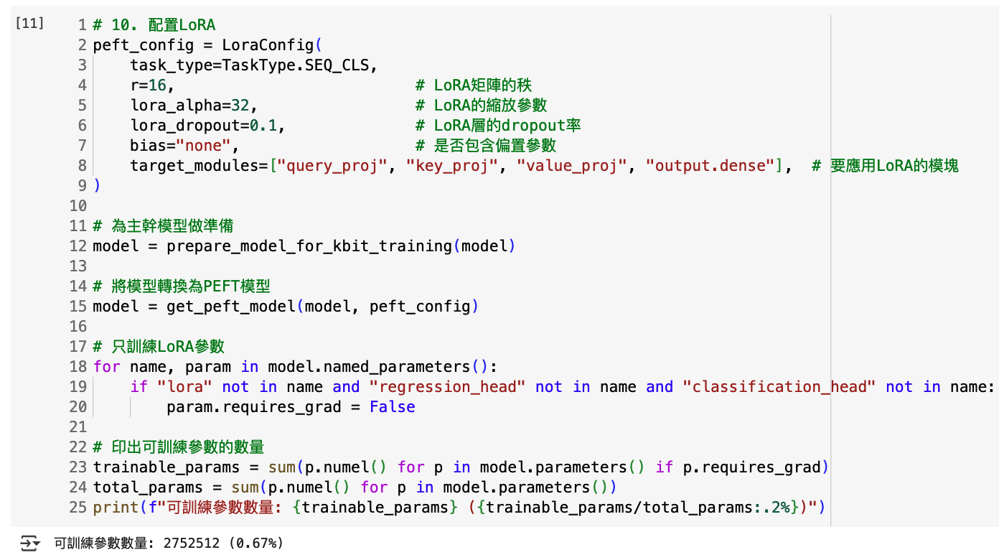 [11]
1 # 10. 配置LoRA
2 peft_config = LoraConfig(
3     task_type=TaskType.SEQ_CLS,
4     r=16,                          # LoRA矩陣的秩
5     lora_alpha=32,                 # LoRA的縮放參數
6     lora_dropout=0.1,              # LoRA層的dropout率
7     bias="none",                   # 是否包含偏置參數
8     target_modules=["query_proj", "key_proj", "value_proj", "output.dense"],  # 要應用LoRA的模塊
9 )
10
11 # 為主幹模型做準備
12 model = prepare_model_for_kbit_training(model)
13
14 # 將模型轉換為PEFT模型
15 model = get_peft_model(model, peft_config)
16
17 # 只訓練LoRA參數
18 for name, param in model.named_parameters():
19     if "lora" not in name and "regression_head" not in name and "classification_head" not in name:
20         param.requires_grad = False
21
22 # 印出可訓練參數的數量
23 trainable_params = sum(p.numel() for p in model.parameters() if p.requires_grad)
24 total_params = sum(p.numel() for p in model.parameters())
25 print(f"可訓練參數數量: {trainable_params} ({trainable_params/total_params:.2%})")
可訓練參數數量: 2752512 (0.67%)